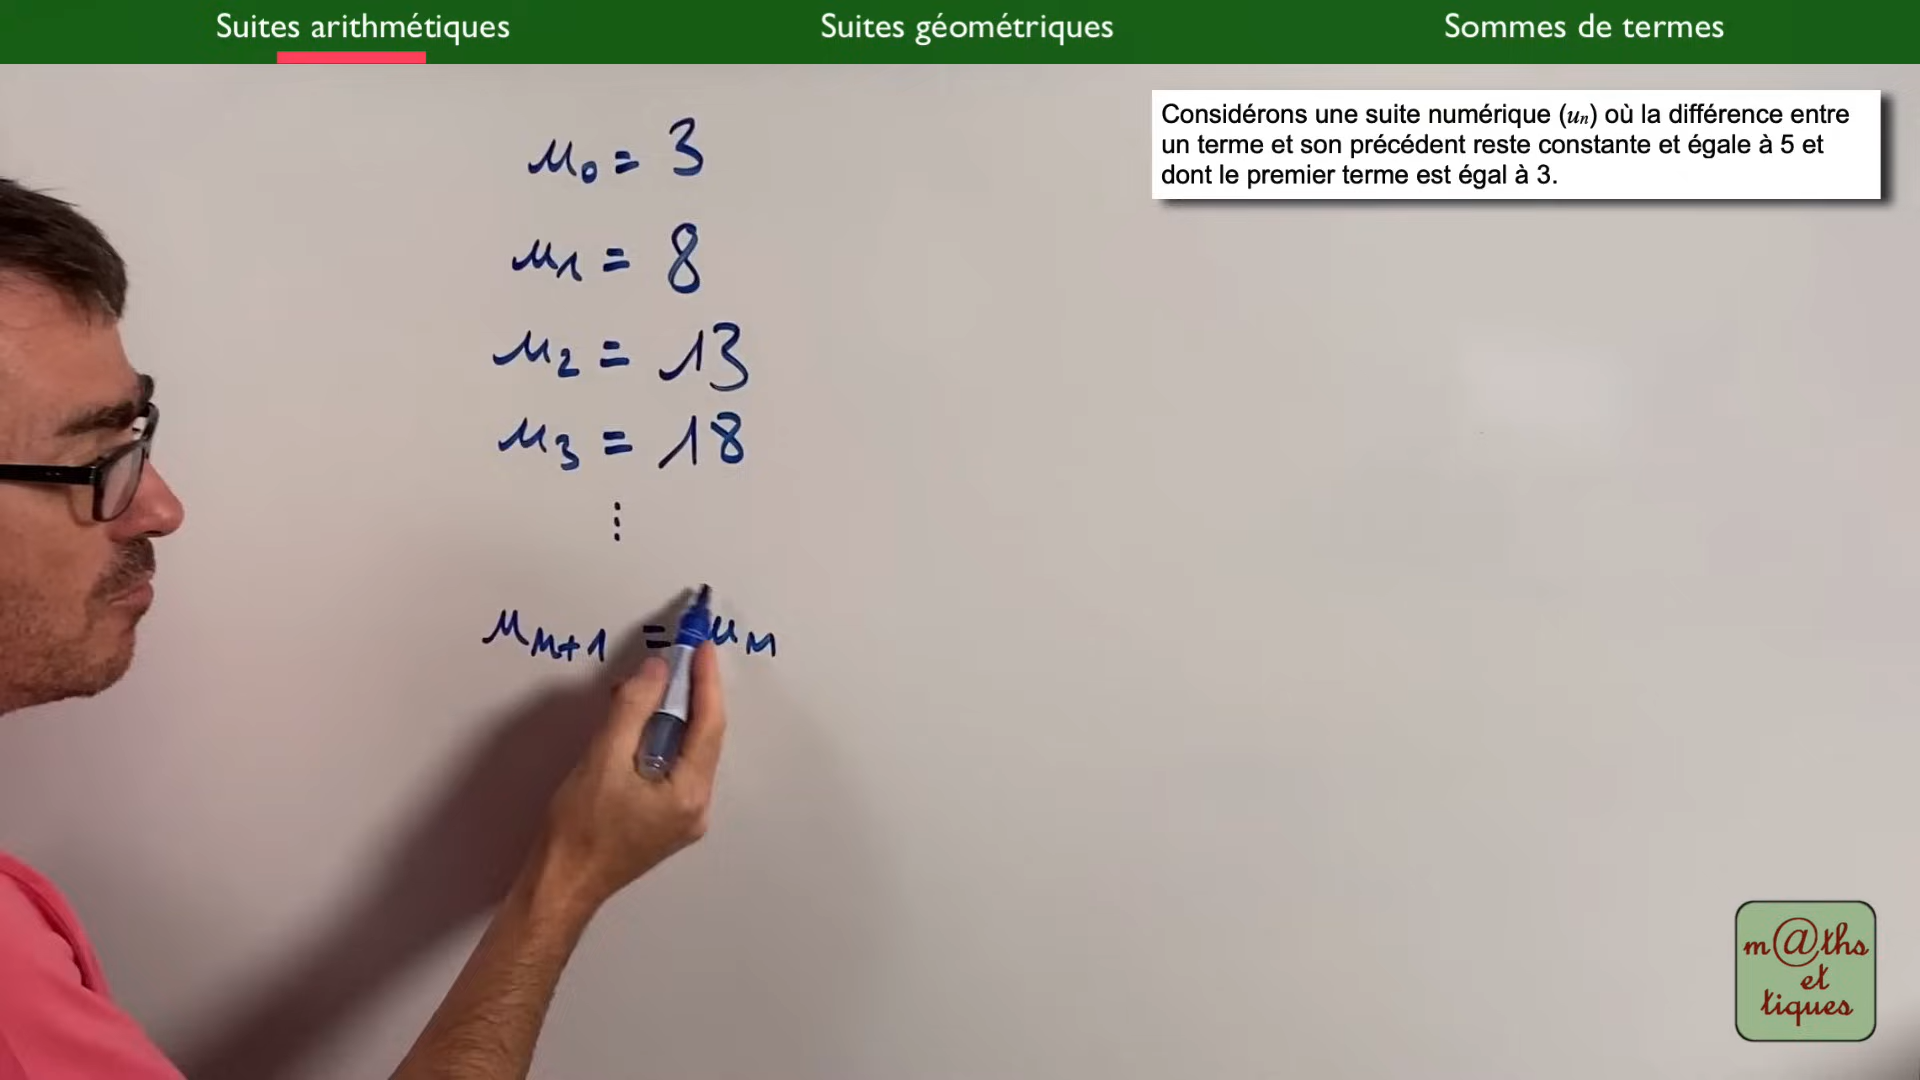 Suites arithmétiques
Suites géométriques
Sommes de termes
Considérons une suite numérique (uₙ) où la différence entre
un terme et son précédent reste constante et égale à 5 et
dont le premier terme est égal à 3.
u₀ = 3
u₁ = 8
u₂ = 13
u₃ = 18
⋮
uₙ₊₁ = uₙ
m@ths
et
tiques